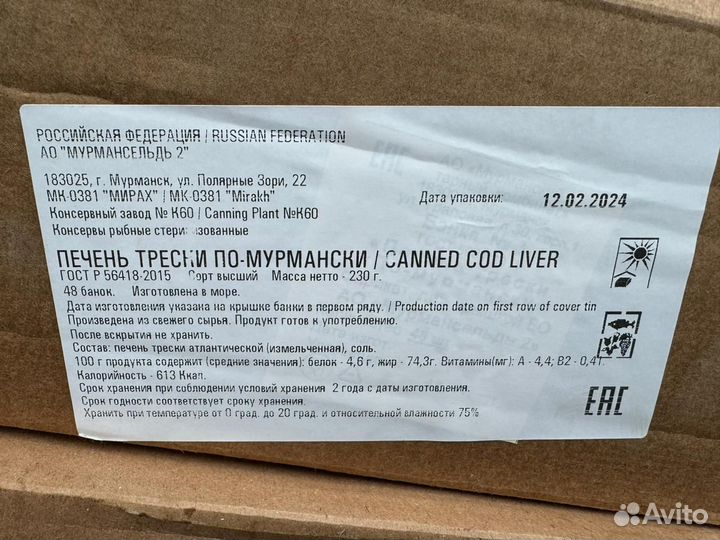 РОССИЙСКАЯ ФЕДЕРАЦИЯ / RUSSIAN FEDERATION
АО "МУРМАНСЕЛЬДЬ 2"
183025, г. Мурманск, ул. Полярные Зори, 22
МК-0381 "МИРАХ" / МК-0381 "Mirakh"
Дата упаковки: 12.02.2024
Консервный завод № К60 / Canning Plant №К60
Консервы рыбные стери изованные
ПЕЧЕНЬ ТРЕСКИ ПО-МУРМАНСКИ / CANNED COD LIVER
ГОСТ Р 56418-2015 Сорт высший Масса нетто - 230 г.
48 банок. Изготовлена в море.
Дата изготовления указана на крышке банки в первом ряду. / Production date on first row of cover tin
Произведена из свежего сырья. Продукт готов к употреблению.
После вскрытия не хранить.
Состав: печень трески атлантической (измельченная), соль.
100 г продукта содержит (средние значения): белок - 4,6 г, жир - 74,3г. Витамины(мг): А - 4,4; В2 - 0,41
Калорийность - 613 Ккал.
Срок хранения при соблюдении условий хранения 2 года с даты изготовления.
Срок годности соответствует сроку хранения.
Хранить при температуре от 0 град. до 20 град. и относительной влажности 75%
EAC
Avito